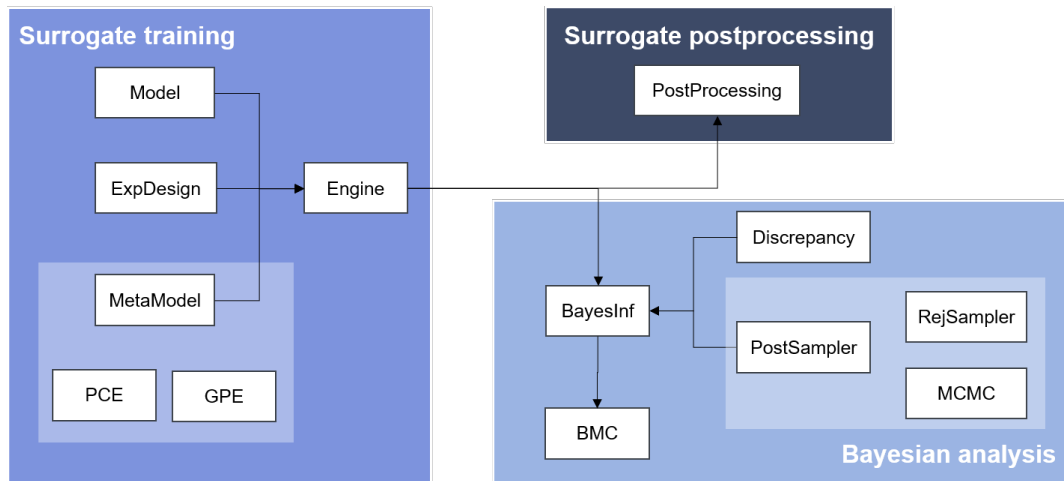 Surrogate training
Model
ExpDesign
Engine
MetaModel
PCE
GPE
Surrogate postprocessing
PostProcessing
Discrepancy
BayesInf
PostSampler
RejSampler
MCMC
BMC
Bayesian analysis